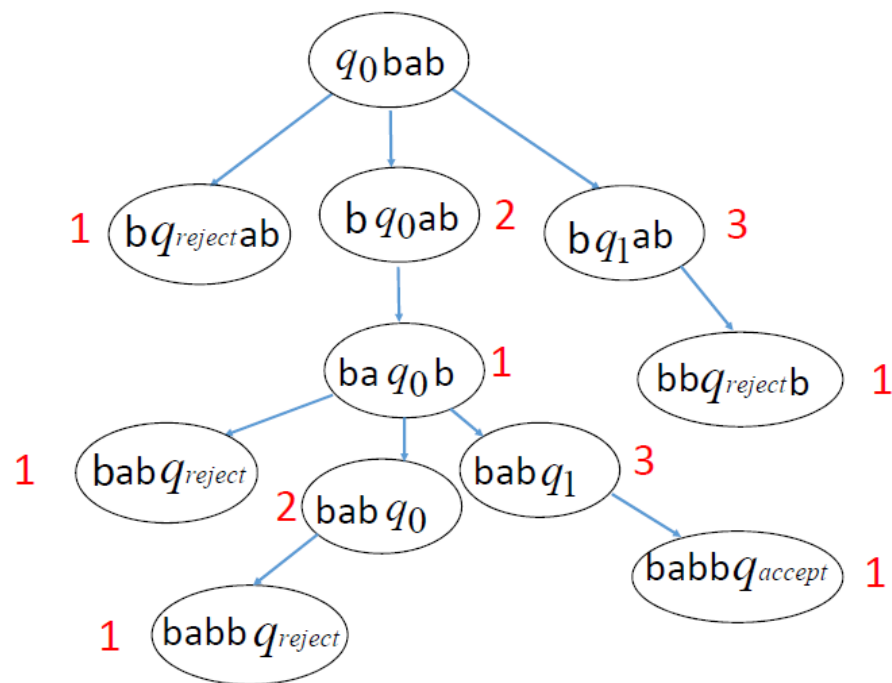 q0bab
1 bqrejectab
bq0ab 2
bq1ab 3
baq0b 1
bbqrejectb 1
1 babqreject
2 babq0
babq1 3
babbqaccept 1
1 babbqreject